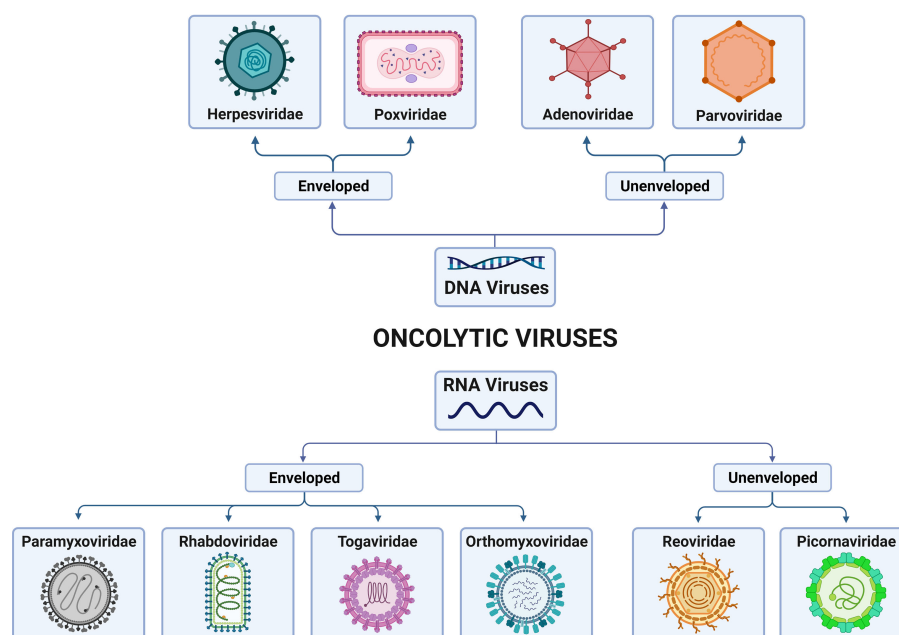 Herpesviridae
Poxviridae
Adenoviridae
Parvoviridae
Enveloped
Unenveloped
DNA Viruses
ONCOLYTIC VIRUSES
RNA Viruses
Enveloped
Unenveloped
Paramyxoviridae
Rhabdoviridae
Togaviridae
Orthomyxoviridae
Reoviridae
Picornaviridae